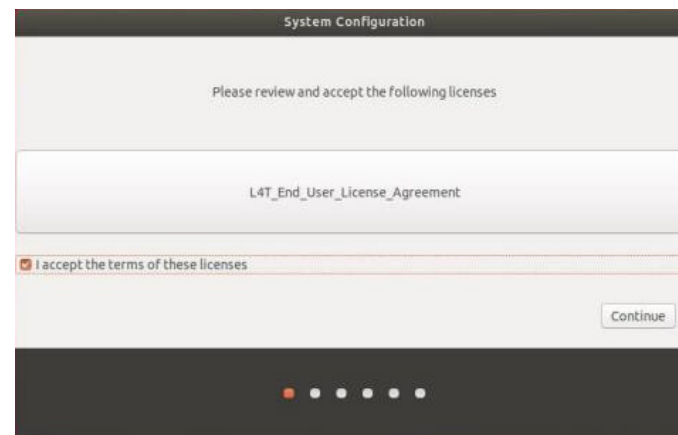 System Configuration
Please review and accept the following licenses
L4T_End_User_License_Agreement
I accept the terms of these licenses
Continue